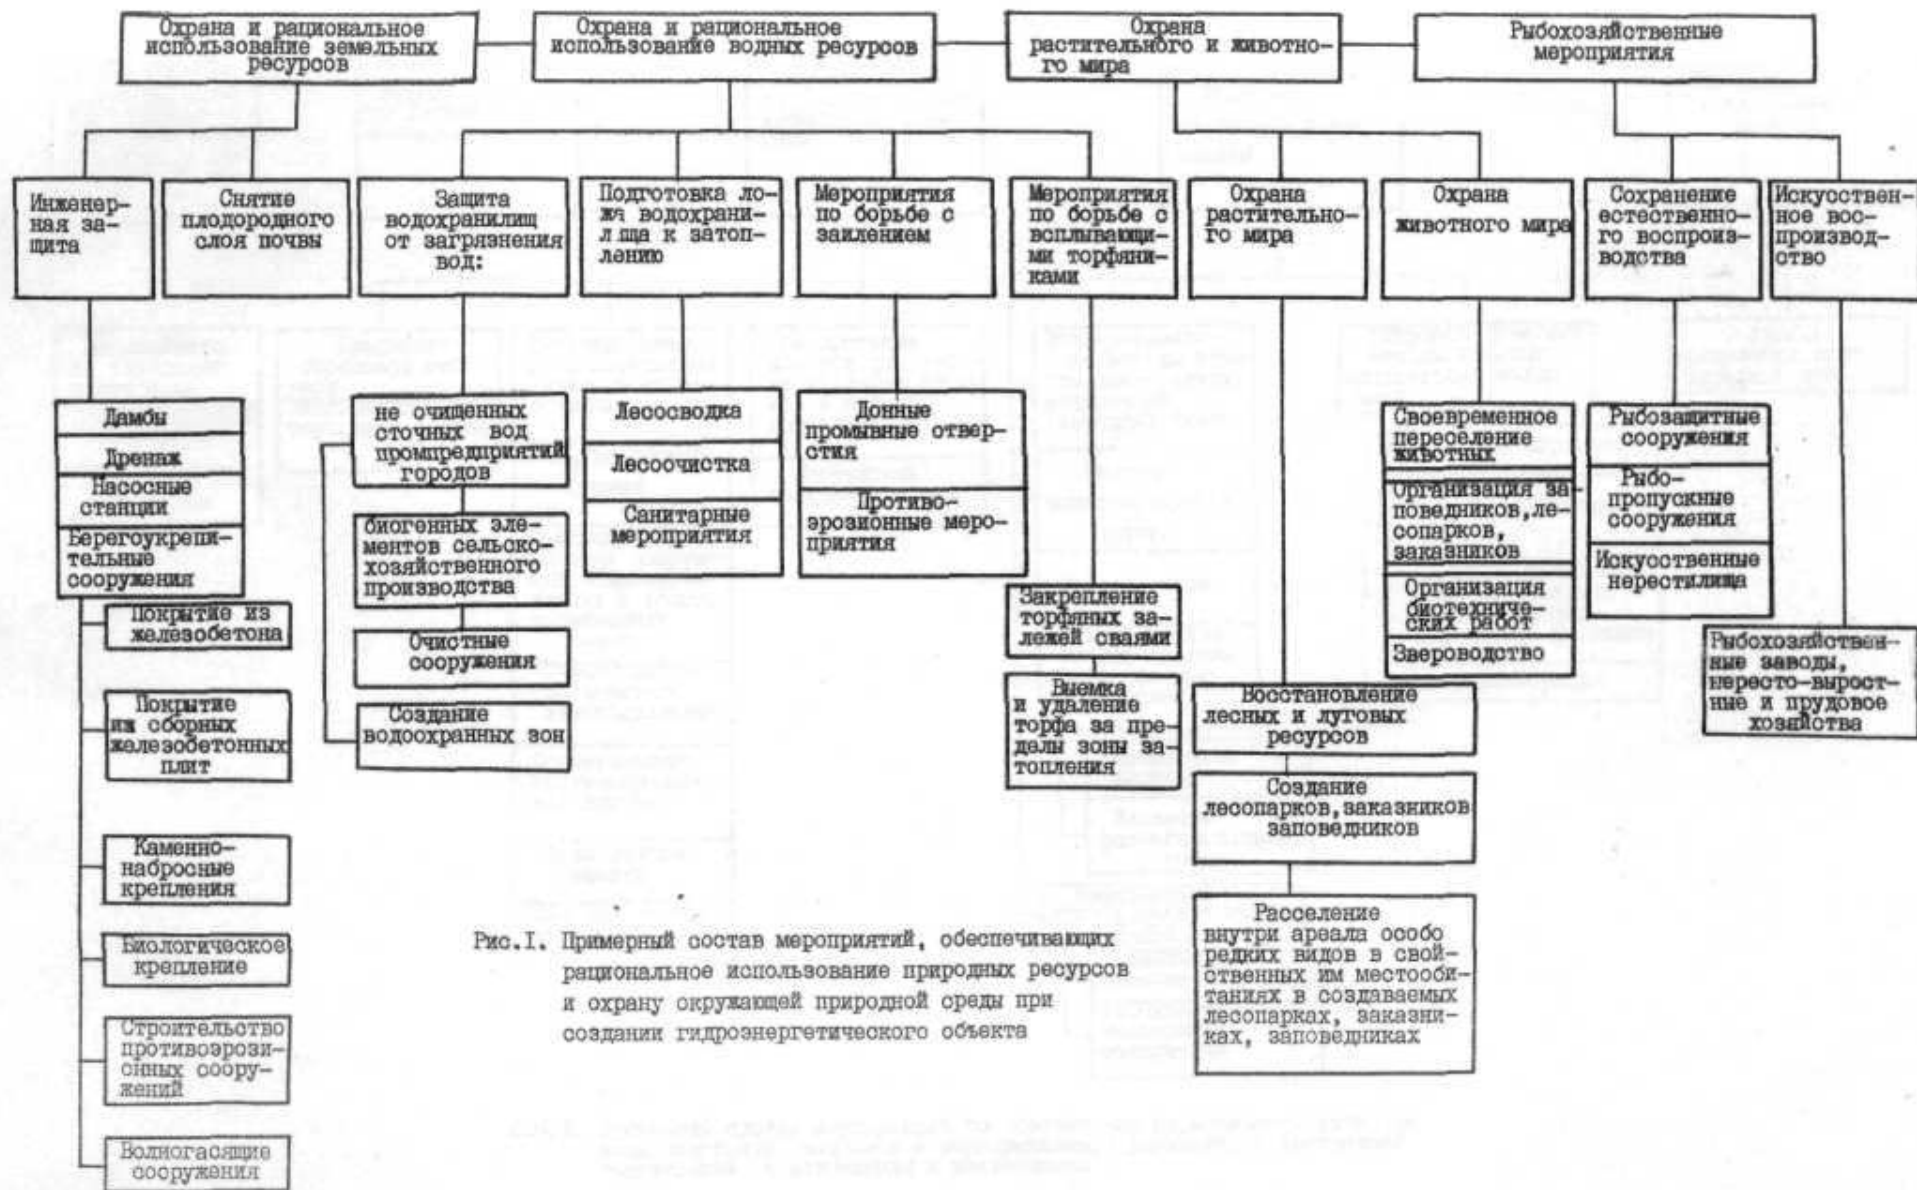 Охрана и рациональное
использование земельных
ресурсов
Охрана и рациональное
использование водных ресурсов
Охрана
растительного и животно-
го мира
Рыбохозяйственные
мероприятия
Инженер-
ная за-
щита
Снятие
плодородного
слоя почвы
Защита
водохранилищ
от загрязнения
вод:
Подготовка ло-
жа водохрани-
лища к затоп-
лению
Мероприятия
по борьбе с
заилением
Мероприятия
по борьбе с
всплывающи-
ми торфяни-
ками
Охрана
растительно-
го мира
Охрана
животного мира
Сохранение
естественно-
го воспроиз-
водства
Искусствен-
ное вос-
производ-
ство
Дамбы
Дренаж
Насосные
станции
Берегоукрепи-
тельные
сооружения
Покрытие из
железобетона
Покрытие
из сборных
железобетонных
плит
Каменно-
набросные
крепления
Биологическое
крепление
Строительство
противоэрози-
онных соору-
жений
Волногасящие
сооружения
не очищенных
сточных вод
промпредприятий
городов
биогенных эле-
ментов сельско-
хозяйственного
производства
Очистные
сооружения
Создание
водоохранных зон
Лесосводка
Лесоочистка
Санитарные
мероприятия
Донные
промывные отвер-
стия
Противо-
эрозионные меро-
приятия
Закрепление
торфяных за-
лежей сваями
Выемка
и удаление
торфа за пре
делы зоны за-
топления
Восстановление
лесных и луговых
ресурсов
Создание
лесопарков,заказников
заповедников
Расселение
внутри ареала особо
редких видов в свой-
ственных им местооби-
таниях в создаваемых
лесопарках, заказни-
ках, заповедниках
Своевременное
переселение
животных
Организация за-
поведников,ле-
сопарков,
заказников
Организация
биотехниче-
ских работ
Звероводство
Рыбозащитные
сооружения
Рыбо-
пропускные
сооружения
Искусственные
нерестилища
Рыбохозяйствен-
ные заводы,
нересто-вырост-
ные и прудовое
хозяйства
Рис.I. Примерный состав мероприятий, обеспечивающих
рациональное использование природных ресурсов
и охрану окружающей природной среды при
создании гидроэнергетического объекта